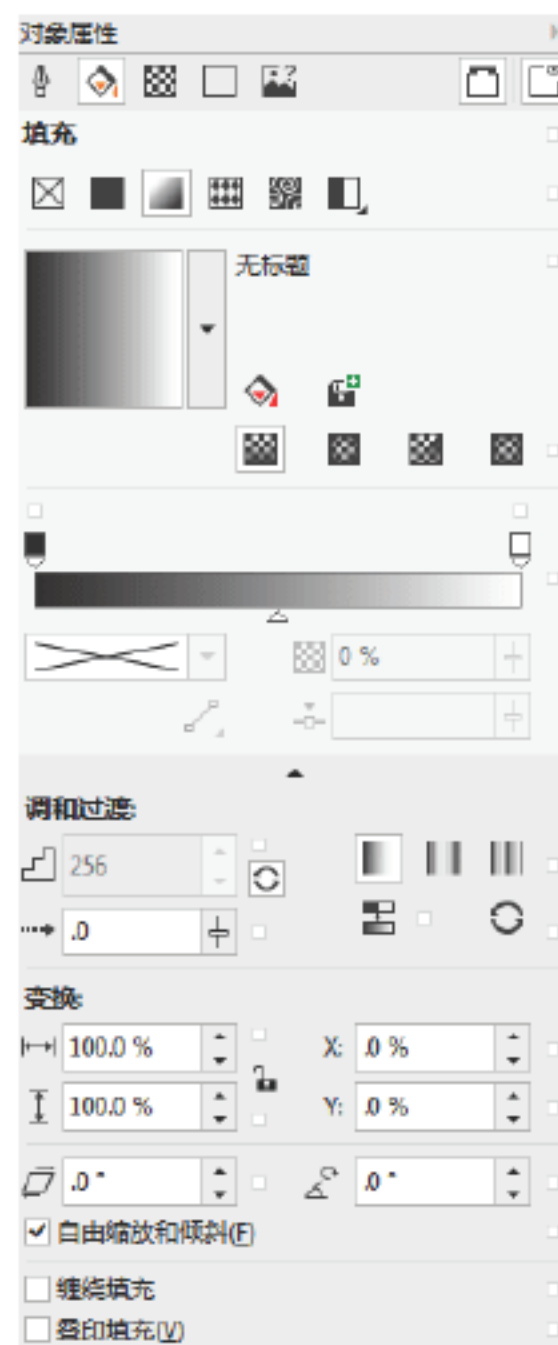 对象属性
填充
无标题
0 %
调和过渡:
256
.0
变换:
100.0 % X: .0 %
100.0 % Y: .0 %
.0 ° .0 °
自由缩放和倾斜(F)
缠绕填充
叠印填充(V)